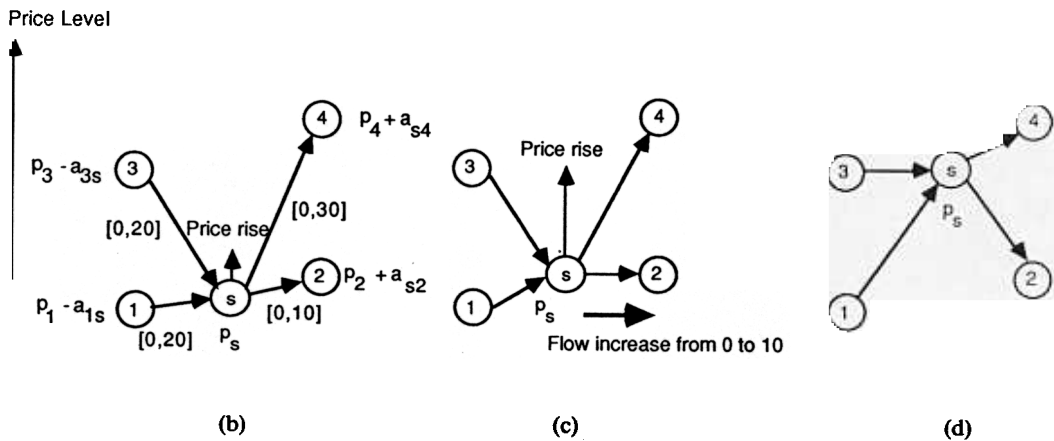 Price Level
4
p4 + as4
3
p3 - a3s
[0,20]
[0,30]
Price rise
2
p2 + as2
s
[0,10]
1
p1 - a1s
[0,20]
ps
(b)
4
Price rise
3
s
2
1
ps
Flow increase from 0 to 10
(c)
4
3
s
ps
2
1
(d)